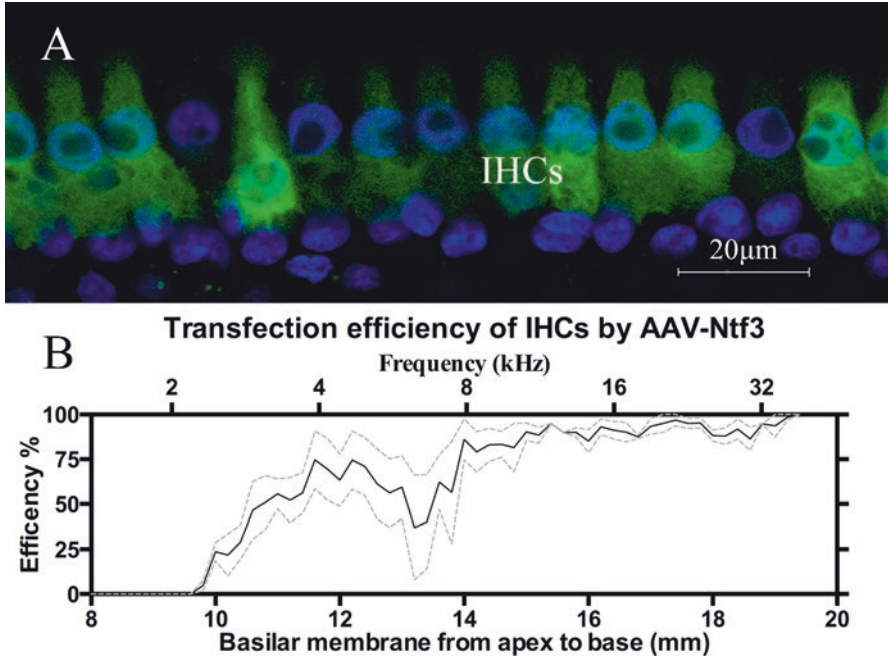 A
IHCs
20μm
B
Transfection efficiency of IHCs by AAV-Ntf3
Frequency (kHz)
2 4 8 16 32
Efficency %
100
75
50
25
0
8 10 12 14 16 18 20
Basilar membrane from apex to base (mm)